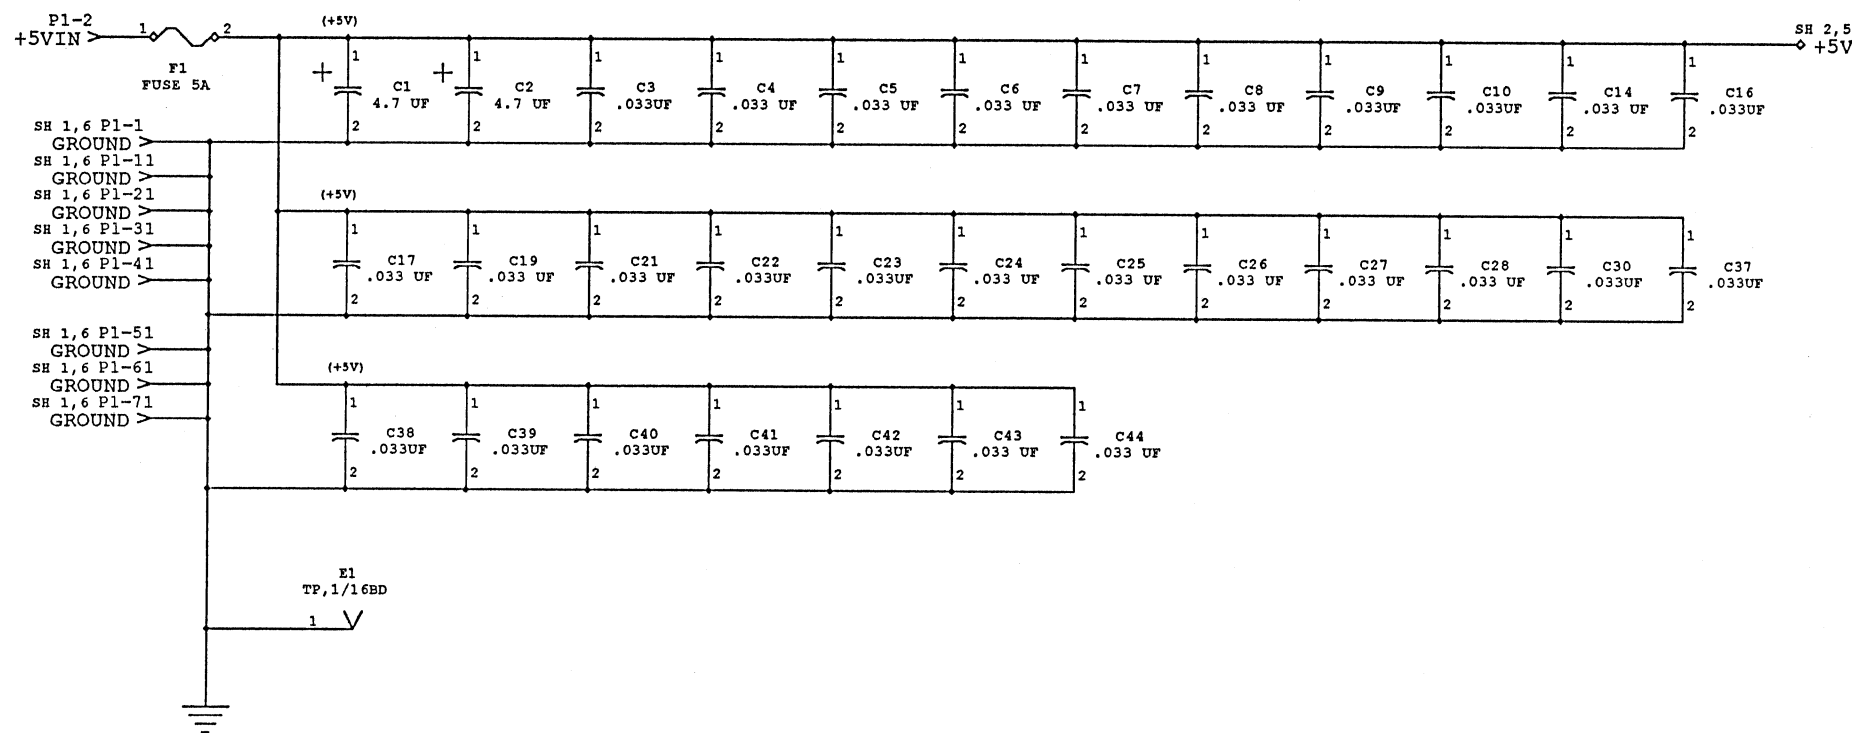 P1-2
+5VIN
1
2
F1
FUSE 5A
(+5V)
SH 2,5
+5V
1 1 1 1 1 1 1 1 1 1 1 1
+ +
C1 C2 C3 C4 C5 C6 C7 C8 C9 C10 C14 C16
4.7 UF 4.7 UF .033UF .033 UF .033 UF .033 UF .033 UF .033 UF .033UF .033 UF .033 UF .033UF
2 2 2 2 2 2 2 2 2 2 2 2
SH 1,6 P1-1
GROUND
SH 1,6 P1-11
GROUND
SH 1,6 P1-21
GROUND
SH 1,6 P1-31
GROUND
SH 1,6 P1-41
GROUND
(+5V)
1 1 1 1 1 1 1 1 1 1 1 1
C17 C19 C21 C22 C23 C24 C25 C26 C27 C28 C30 C37
.033 UF .033 UF .033 UF .033UF .033UF .033 UF .033 UF .033 UF .033 UF .033 UF .033UF .033UF
2 2 2 2 2 2 2 2 2 2 2 2
SH 1,6 P1-51
GROUND
SH 1,6 P1-61
GROUND
SH 1,6 P1-71
GROUND
(+5V)
1 1 1 1 1 1 1
C38 C39 C40 C41 C42 C43 C44
.033UF .033UF .033UF .033UF .033UF .033 UF .033 UF
2 2 2 2 2 2 2
E1
TP,1/16BD
1